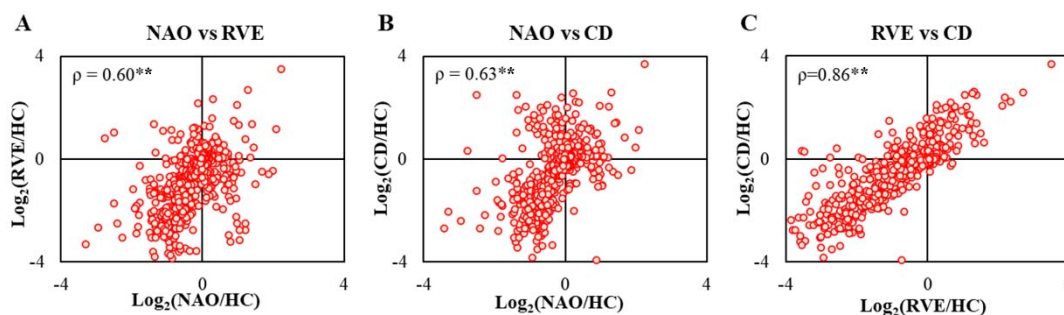 A
NAO vs RVE
ρ = 0.60**
Log2(RVE/HC)
4
0
-4
-4
0
4
Log2(NAO/HC)
B
NAO vs CD
ρ = 0.63**
Log2(CD/HC)
4
0
-4
-4
0
4
Log2(NAO/HC)
C
RVE vs CD
ρ=0.86**
Log2(CD/HC)
4
0
-4
-4
0
Log2(RVE/HC)